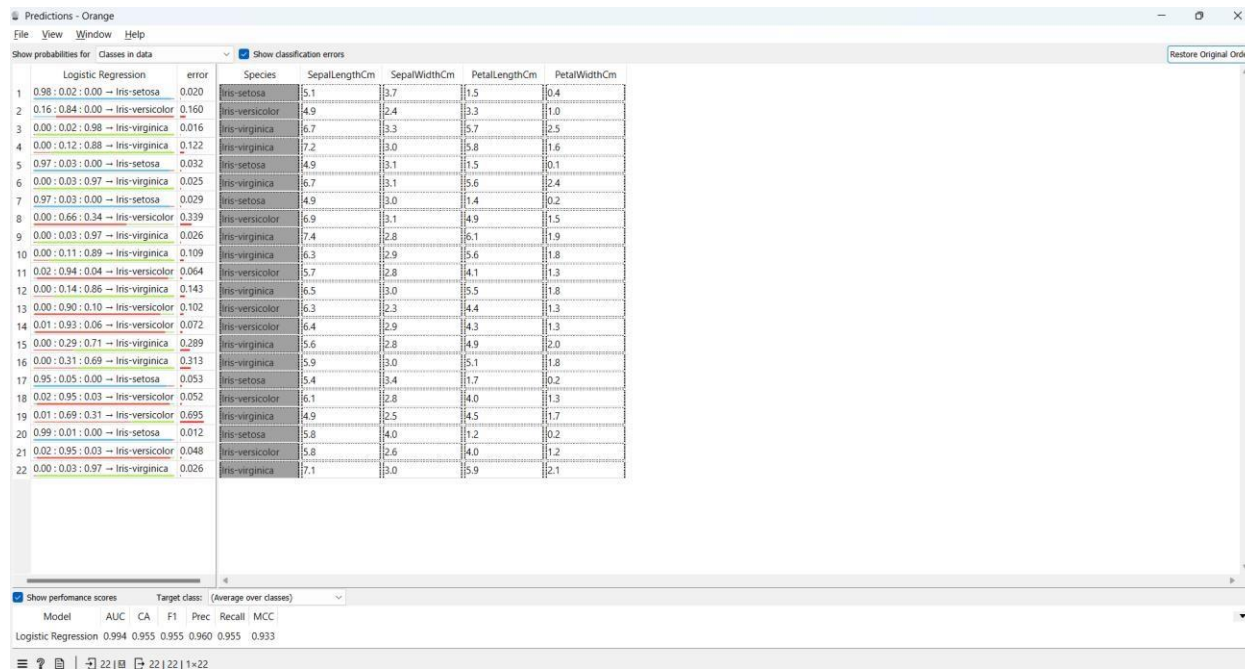 Predictions - Orange
File View Window Help
Show probabilities for Classes in data Show classification errors Restore Original Orde
Logistic Regression error Species SepalLengthCm SepalWidthCm PetalLengthCm PetalWidthCm
1 0.98 : 0.02 : 0.00 → Iris-setosa 0.020 Iris-setosa 5.1 3.7 1.5 0.4
2 0.16 : 0.84 : 0.00 → Iris-versicolor 0.160 Iris-versicolor 4.9 2.4 3.3 1.0
3 0.00 : 0.02 : 0.98 → Iris-virginica 0.016 Iris-virginica 6.7 3.3 5.7 2.5
4 0.00 : 0.12 : 0.88 → Iris-virginica 0.122 Iris-virginica 7.2 3.0 5.8 1.6
5 0.97 : 0.03 : 0.00 → Iris-setosa 0.032 Iris-setosa 4.9 3.1 1.5 0.1
6 0.00 : 0.03 : 0.97 → Iris-virginica 0.025 Iris-virginica 6.7 3.1 5.6 2.4
7 0.97 : 0.03 : 0.00 → Iris-setosa 0.029 Iris-setosa 4.9 3.0 1.4 0.2
8 0.00 : 0.66 : 0.34 → Iris-versicolor 0.339 Iris-versicolor 6.9 3.1 4.9 1.5
9 0.00 : 0.03 : 0.97 → Iris-virginica 0.026 Iris-virginica 7.4 2.8 6.1 1.9
10 0.00 : 0.11 : 0.89 → Iris-virginica 0.109 Iris-virginica 6.3 2.9 5.6 1.8
11 0.02 : 0.94 : 0.04 → Iris-versicolor 0.064 Iris-versicolor 5.7 2.8 4.1 1.3
12 0.00 : 0.14 : 0.86 → Iris-virginica 0.143 Iris-virginica 6.5 3.0 5.5 1.8
13 0.00 : 0.90 : 0.10 → Iris-versicolor 0.102 Iris-versicolor 6.3 2.3 4.4 1.3
14 0.01 : 0.93 : 0.06 → Iris-versicolor 0.072 Iris-versicolor 6.4 2.9 4.3 1.3
15 0.00 : 0.29 : 0.71 → Iris-virginica 0.289 Iris-virginica 5.6 2.8 4.9 2.0
16 0.00 : 0.31 : 0.69 → Iris-virginica 0.313 Iris-virginica 5.9 3.0 5.1 1.8
17 0.95 : 0.05 : 0.00 → Iris-setosa 0.053 Iris-setosa 5.4 3.4 1.7 0.2
18 0.02 : 0.95 : 0.03 → Iris-versicolor 0.052 Iris-versicolor 6.1 2.8 4.0 1.3
19 0.01 : 0.69 : 0.31 → Iris-versicolor 0.695 Iris-virginica 4.9 2.5 4.5 1.7
20 0.99 : 0.01 : 0.00 → Iris-setosa 0.012 Iris-setosa 5.8 4.0 1.2 0.2
21 0.02 : 0.95 : 0.03 → Iris-versicolor 0.048 Iris-versicolor 5.8 2.6 4.0 1.2
22 0.00 : 0.03 : 0.97 → Iris-virginica 0.026 Iris-virginica 7.1 3.0 5.9 2.1
Show perfomance scores Target class: (Average over classes)
Model AUC CA F1 Prec Recall MCC
Logistic Regression 0.994 0.955 0.955 0.960 0.955 0.933
22 | 22 | 22 | 1×22